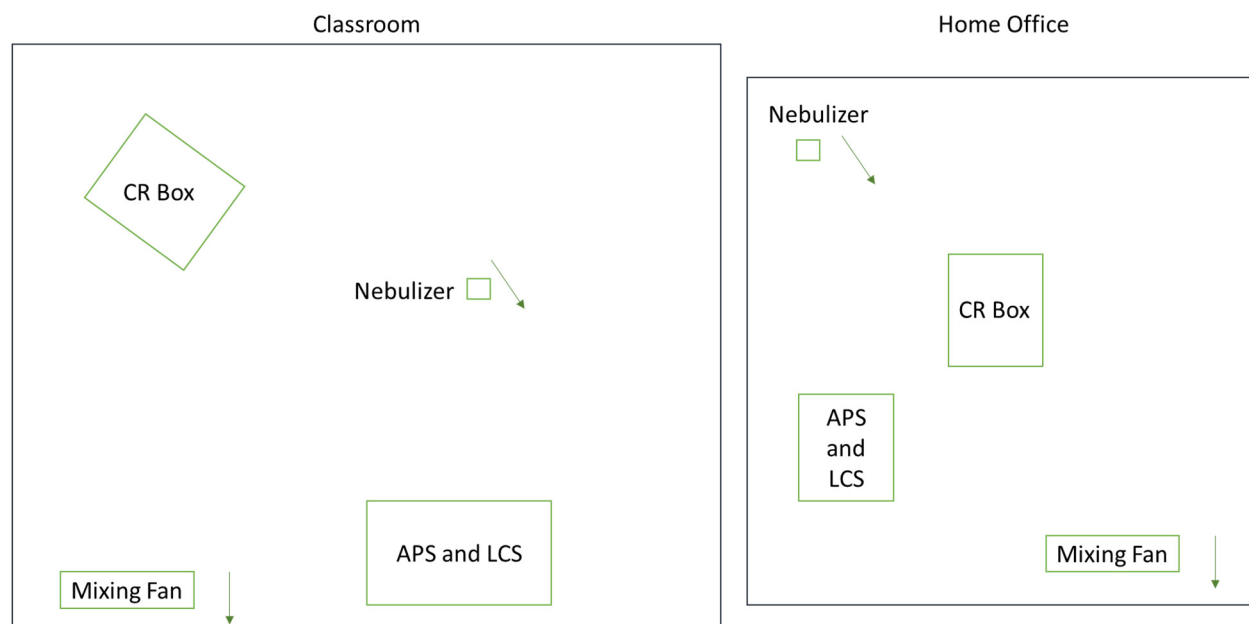 Classroom
CR Box
Nebulizer
APS and LCS
Mixing Fan
Home Office
Nebulizer
CR Box
APS
and
LCS
Mixing Fan